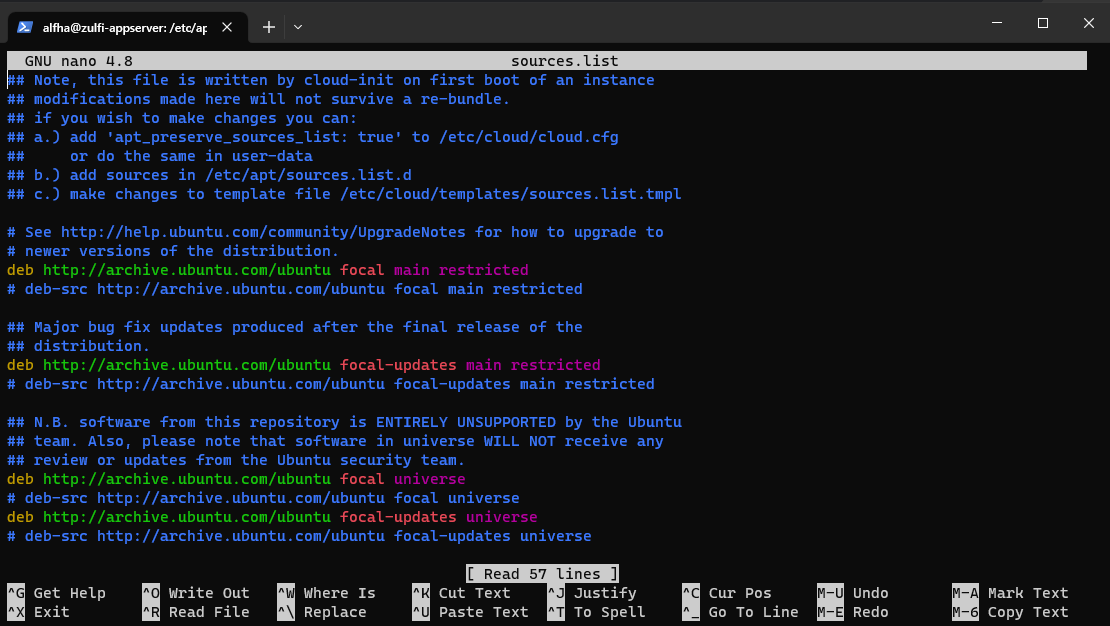 alfha@zulfi-appserver: /etc/ap
GNU nano 4.8 sources.list
## Note, this file is written by cloud-init on first boot of an instance
## modifications made here will not survive a re-bundle.
## if you wish to make changes you can:
## a.) add 'apt_preserve_sources_list: true' to /etc/cloud/cloud.cfg
##     or do the same in user-data
## b.) add sources in /etc/apt/sources.list.d
## c.) make changes to template file /etc/cloud/templates/sources.list.tmpl

# See http://help.ubuntu.com/community/UpgradeNotes for how to upgrade to
# newer versions of the distribution.
deb http://archive.ubuntu.com/ubuntu focal main restricted
# deb-src http://archive.ubuntu.com/ubuntu focal main restricted

## Major bug fix updates produced after the final release of the
## distribution.
deb http://archive.ubuntu.com/ubuntu focal-updates main restricted
# deb-src http://archive.ubuntu.com/ubuntu focal-updates main restricted

## N.B. software from this repository is ENTIRELY UNSUPPORTED by the Ubuntu
## team. Also, please note that software in universe WILL NOT receive any
## review or updates from the Ubuntu security team.
deb http://archive.ubuntu.com/ubuntu focal universe
# deb-src http://archive.ubuntu.com/ubuntu focal universe
deb http://archive.ubuntu.com/ubuntu focal-updates universe
# deb-src http://archive.ubuntu.com/ubuntu focal-updates universe

[ Read 57 lines ]
^G Get Help ^O Write Out ^W Where Is ^K Cut Text ^J Justify ^C Cur Pos M-U Undo M-A Mark Text
^X Exit ^R Read File ^\ Replace ^U Paste Text ^T To Spell ^_ Go To Line M-E Redo M-6 Copy Text